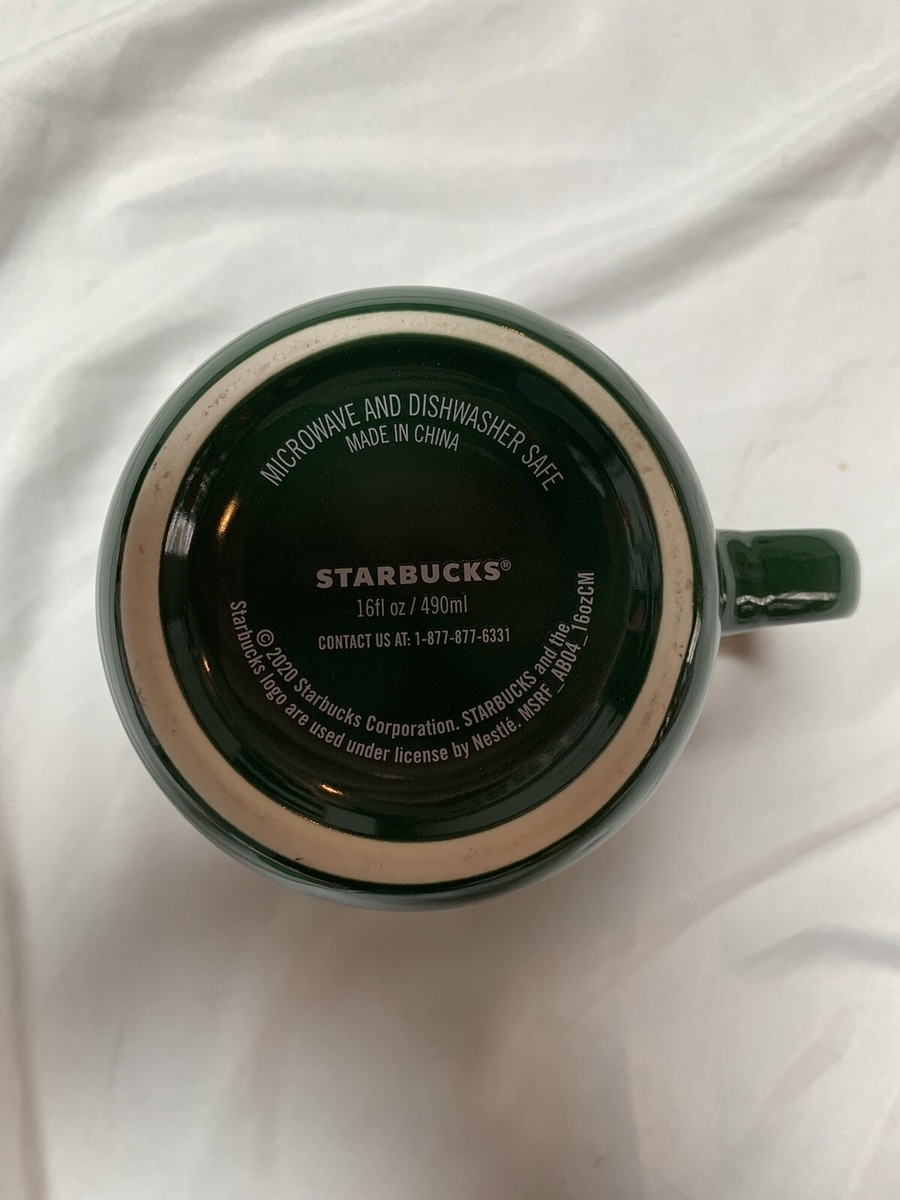 MICROWAVE AND DISHWASHER SAFE
MADE IN CHINA
STARBUCKS®
16fl oz / 490ml
CONTACT US AT: 1-877-877-6331
© 2020 Starbucks Corporation. STARBUCKS and the
Starbucks logo are used under license by Nestlé. MSRF_AB04_16ozCM